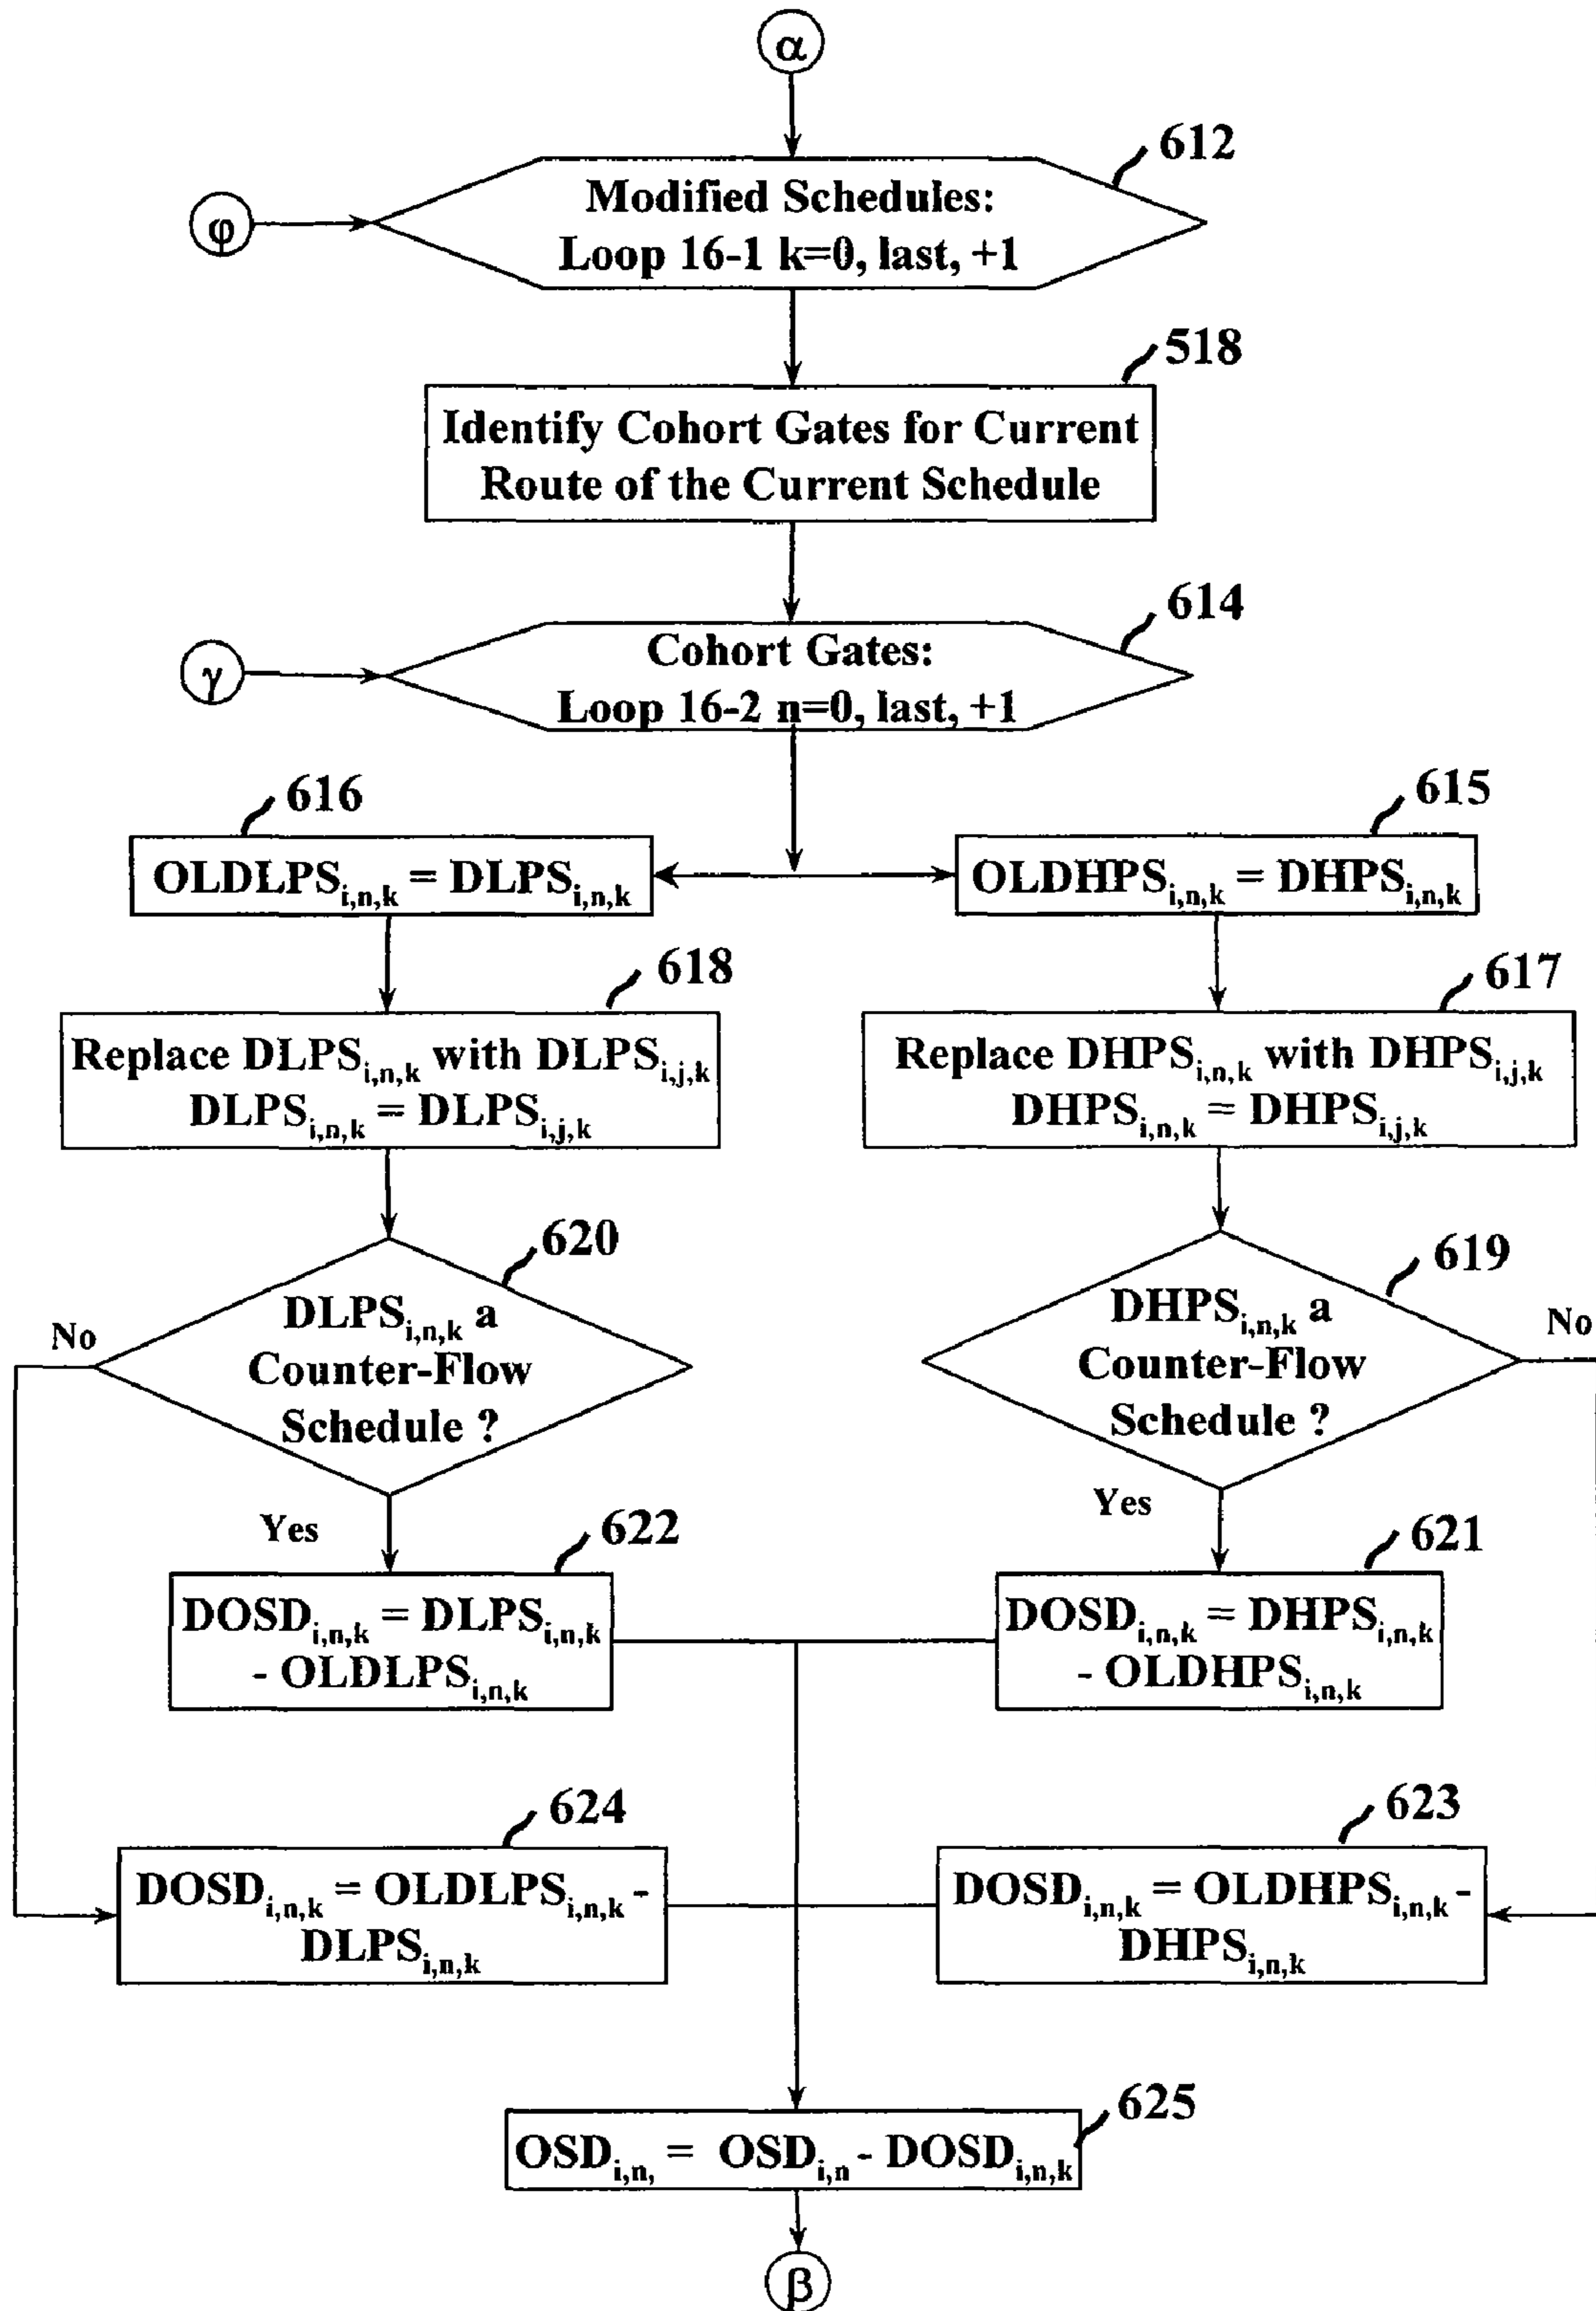 α
612
Modified Schedules:
φ
Loop 16-1 k=0, last, +1
518
Identify Cohort Gates for Current
Route of the Current Schedule
614
Cohort Gates:
γ
Loop 16-2 n=0, last, +1
616
615
OLDLPSi,n,k = DLPSi,n,k
OLDHPSi,n,k = DHPSi,n,k
618
617
Replace DLPSi,n,k with DLPSi,j,k
DLPSi,n,k = DLPSi,j,k
Replace DHPSi,n,k with DHPSi,j,k
DHPSi,n,k = DHPSi,j,k
620
619
No
DLPSi,n,k a
Counter-Flow
Schedule ?
DHPSi,n,k a
Counter-Flow
Schedule ?
No
Yes
Yes
622
621
DOSDi,n,k = DLPSi,n,k
- OLDLPSi,n,k
DOSDi,n,k = DHPSi,n,k
- OLDHPSi,n,k
624
623
DOSDi,n,k = OLDLPSi,n,k -
DLPSi,n,k
DOSDi,n,k = OLDHPSi,n,k -
DHPSi,n,k
625
OSDi,n, = OSDi,n - DOSDi,n,k
β